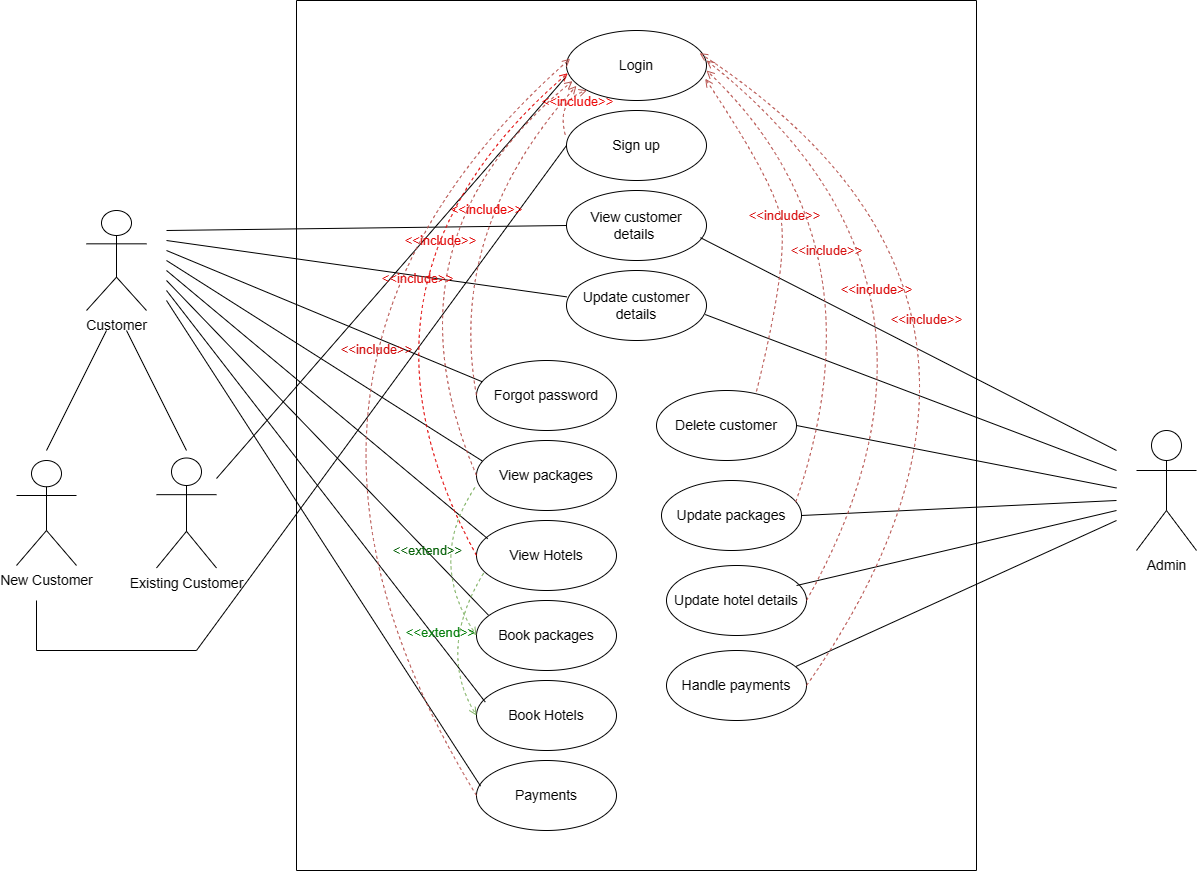 Login
<<include>>
Sign up
<<include>>
<<include>>
View customer
details
<<include>>
<<include>>
<<include>>
<<include>>
Update customer
details
<<include>>
Customer
<<include>>
<<include>>
Forgot password
Delete customer
View packages
Update packages
<<extend>>
View Hotels
Admin
New Customer
Existing Customer
Update hotel details
<<extend>>
Book packages
Handle payments
Book Hotels
Payments